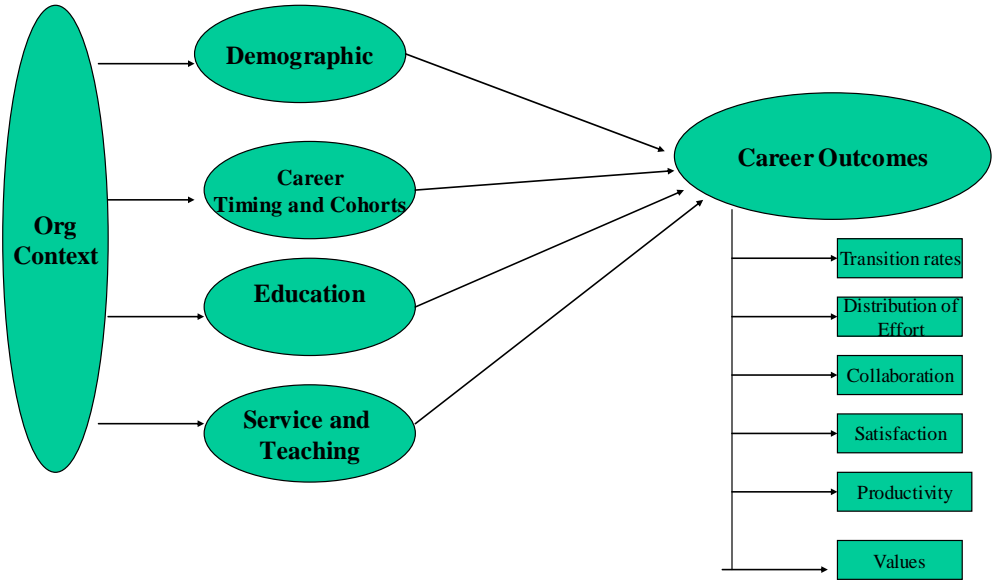 Org
Context
Demographic
Career
Timing and Cohorts
Education
Service and
Teaching
Career Outcomes
Transition rates
Distribution of
Effort
Collaboration
Satisfaction
Productivity
Values